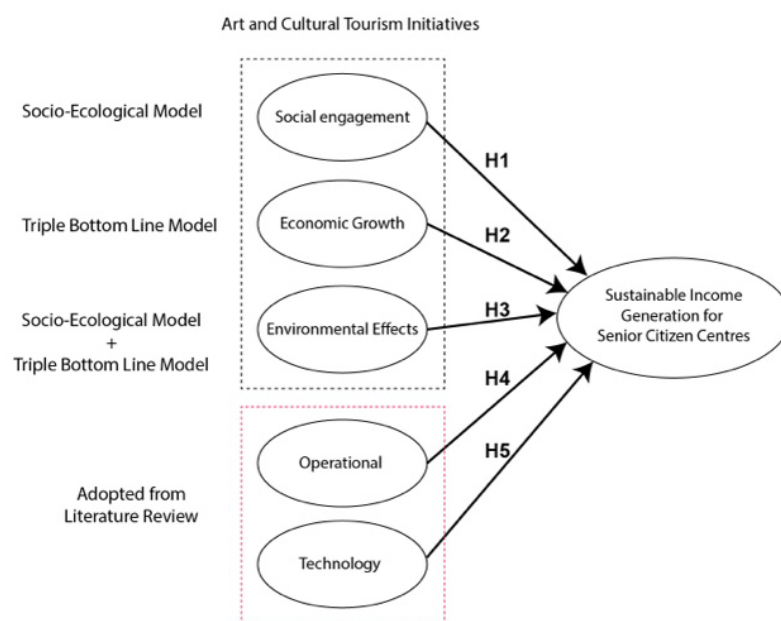 Art and Cultural Tourism Initiatives
Socio-Ecological Model
Social engagement
H1
Triple Bottom Line Model
Economic Growth
H2
Socio-Ecological Model
+
Triple Bottom Line Model
Environmental Effects
H3
Sustainable Income
Generation for
Senior Citizen Centres
H4
Operational
H5
Adopted from
Literature Review
Technology